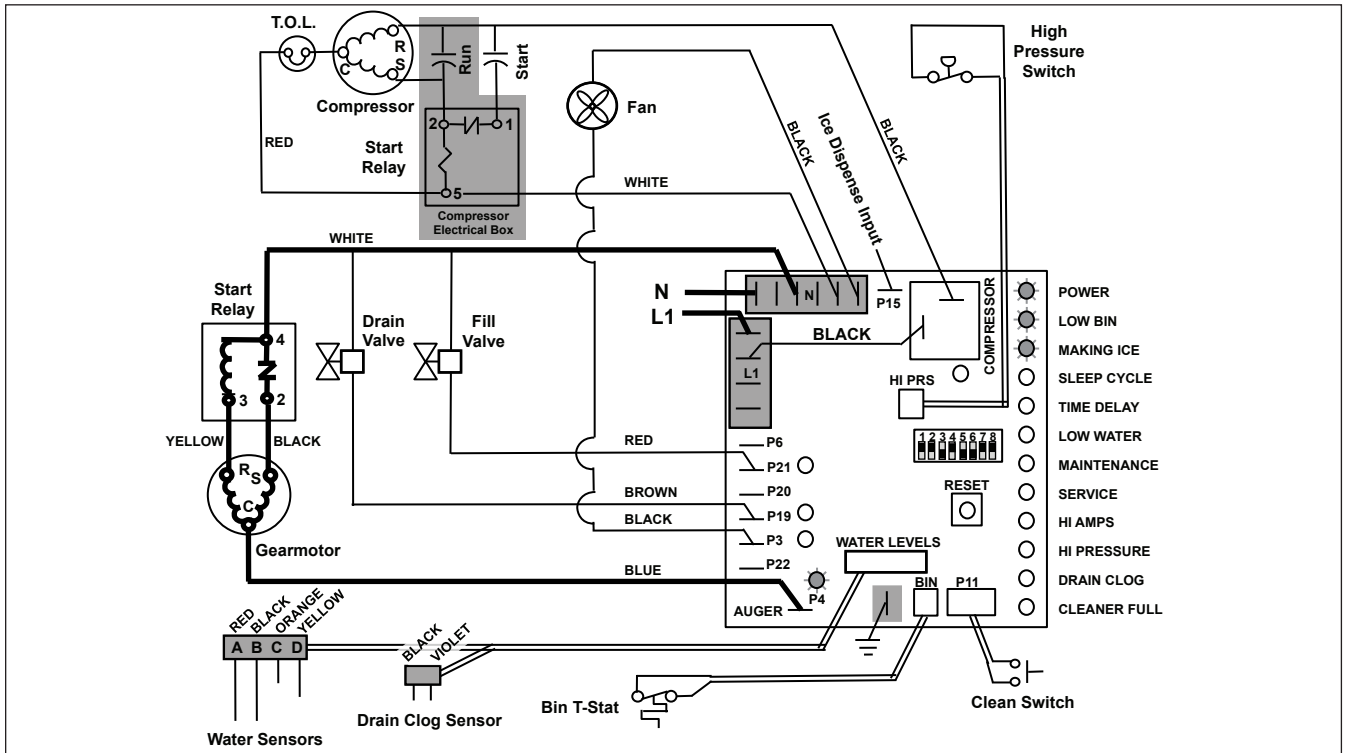 T.O.L.
R
S
C
Compressor
Run
Start
2
1
5
Start
Relay
Compressor
Electrical Box
RED
Fan
BLACK
Ice Dispense Input
BLACK
High
Pressure
Switch
WHITE
WHITE
Start
Relay
4
3
2
YELLOW
BLACK
R
S
C
Gearmotor
Drain
Valve
Fill
Valve
N
L1
N
P15
BLACK
L1
COMPRESSOR
HI PRS
1 2 3 4 5 6 7 8
RESET
POWER
LOW BIN
MAKING ICE
SLEEP CYCLE
TIME DELAY
LOW WATER
MAINTENANCE
SERVICE
HI AMPS
HI PRESSURE
DRAIN CLOG
CLEANER FULL
RED
BROWN
BLACK
BLUE
P6
P21
P20
P19
P3
P22
P4
AUGER
WATER LEVELS
BIN
P11
RED
BLACK
ORANGE
YELLOW
A B C D
Water Sensors
BLACK
VIOLET
Drain Clog Sensor
Bin T-Stat
Clean Switch